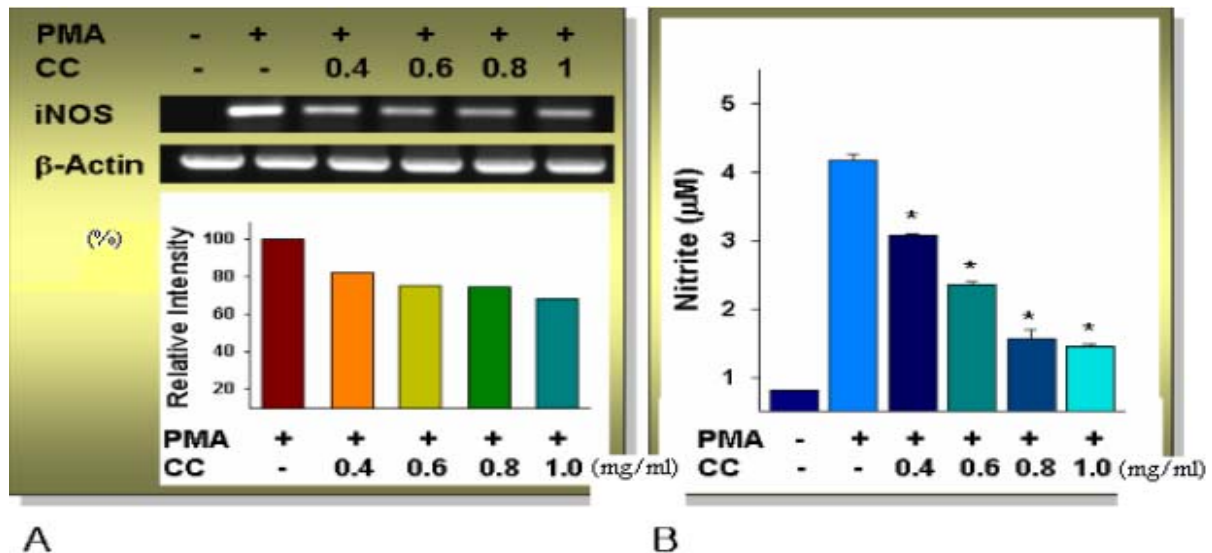 PMA - + + + + +
CC - - 0.4 0.6 0.8 1
iNOS
β-Actin
(%)
Relative Intensity
100
80
60
40
20
PMA + + + + +
CC - 0.4 0.6 0.8 1.0 (mg/ml)
A
Nitrite (µM)
5
4
3
2
1
* * * *
PMA - + + + + +
CC - - 0.4 0.6 0.8 1.0 (mg/ml)
B